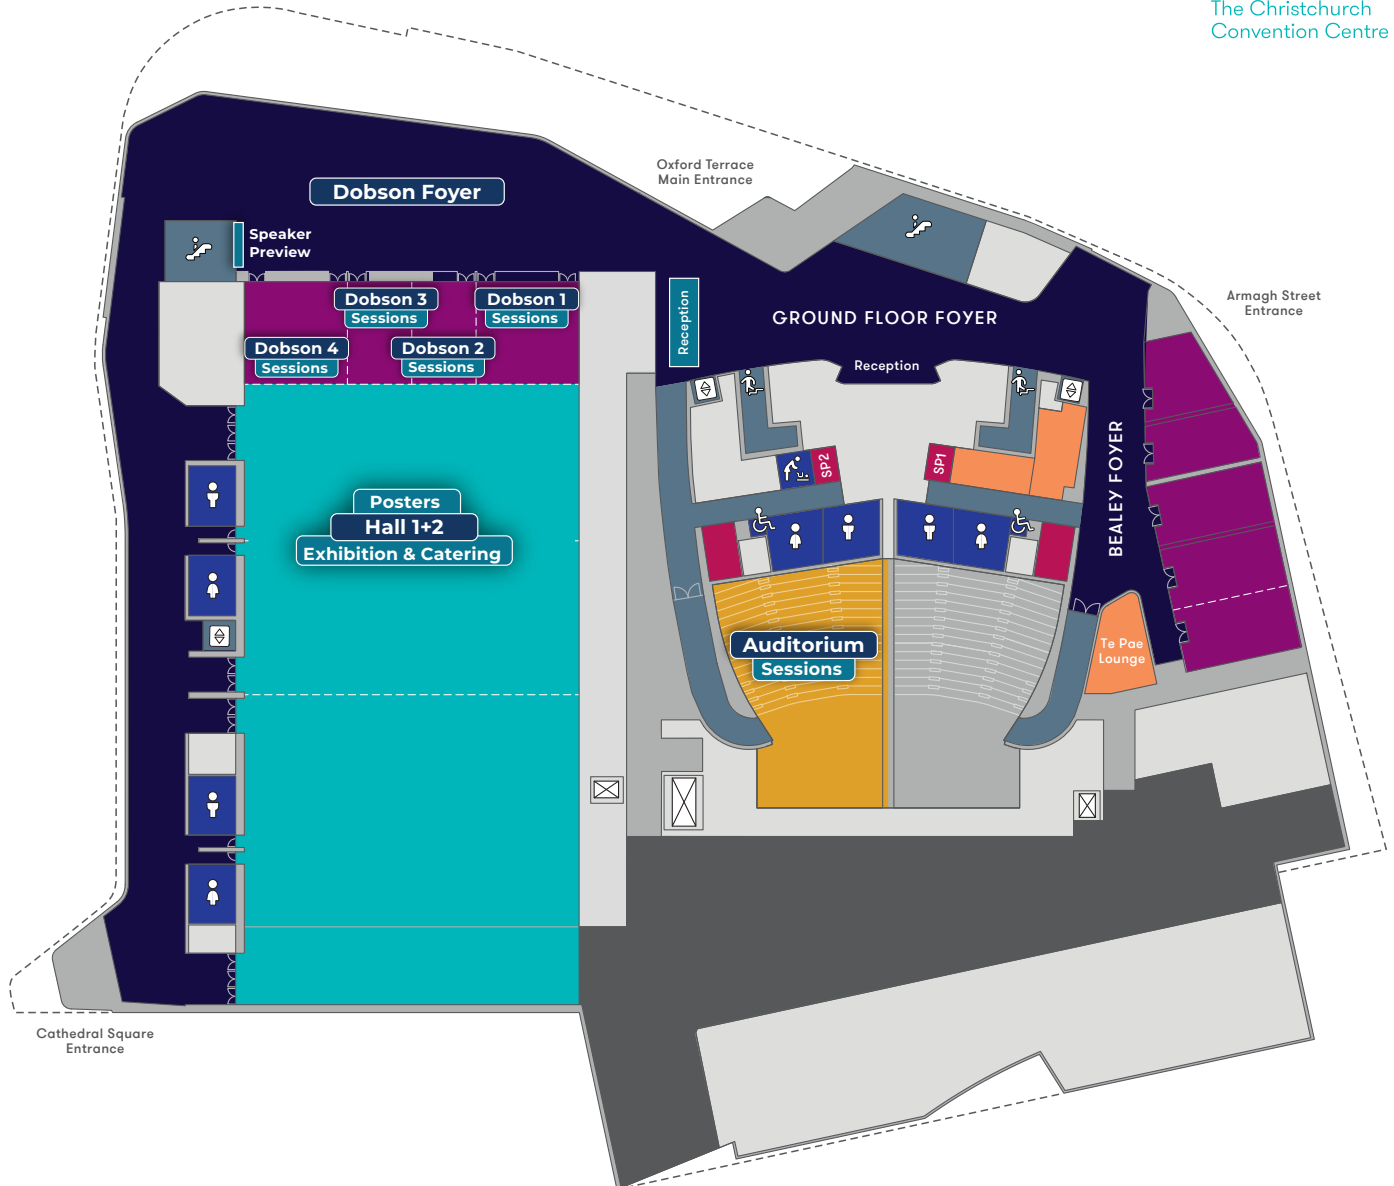 The Christchurch
Convention Centre
Oxford Terrace
Main Entrance
Dobson Foyer
Speaker
Preview
Armagh Street
Entrance
Dobson 3
Sessions
Dobson 1
Sessions
Reception
GROUND FLOOR FOYER
Dobson 4
Sessions
Dobson 2
Sessions
Reception
BEALEY FOYER
SP2
SP1
Posters
Hall 1+2
Exhibition & Catering
Auditorium
Sessions
Te Pae
Lounge
Cathedral Square
Entrance